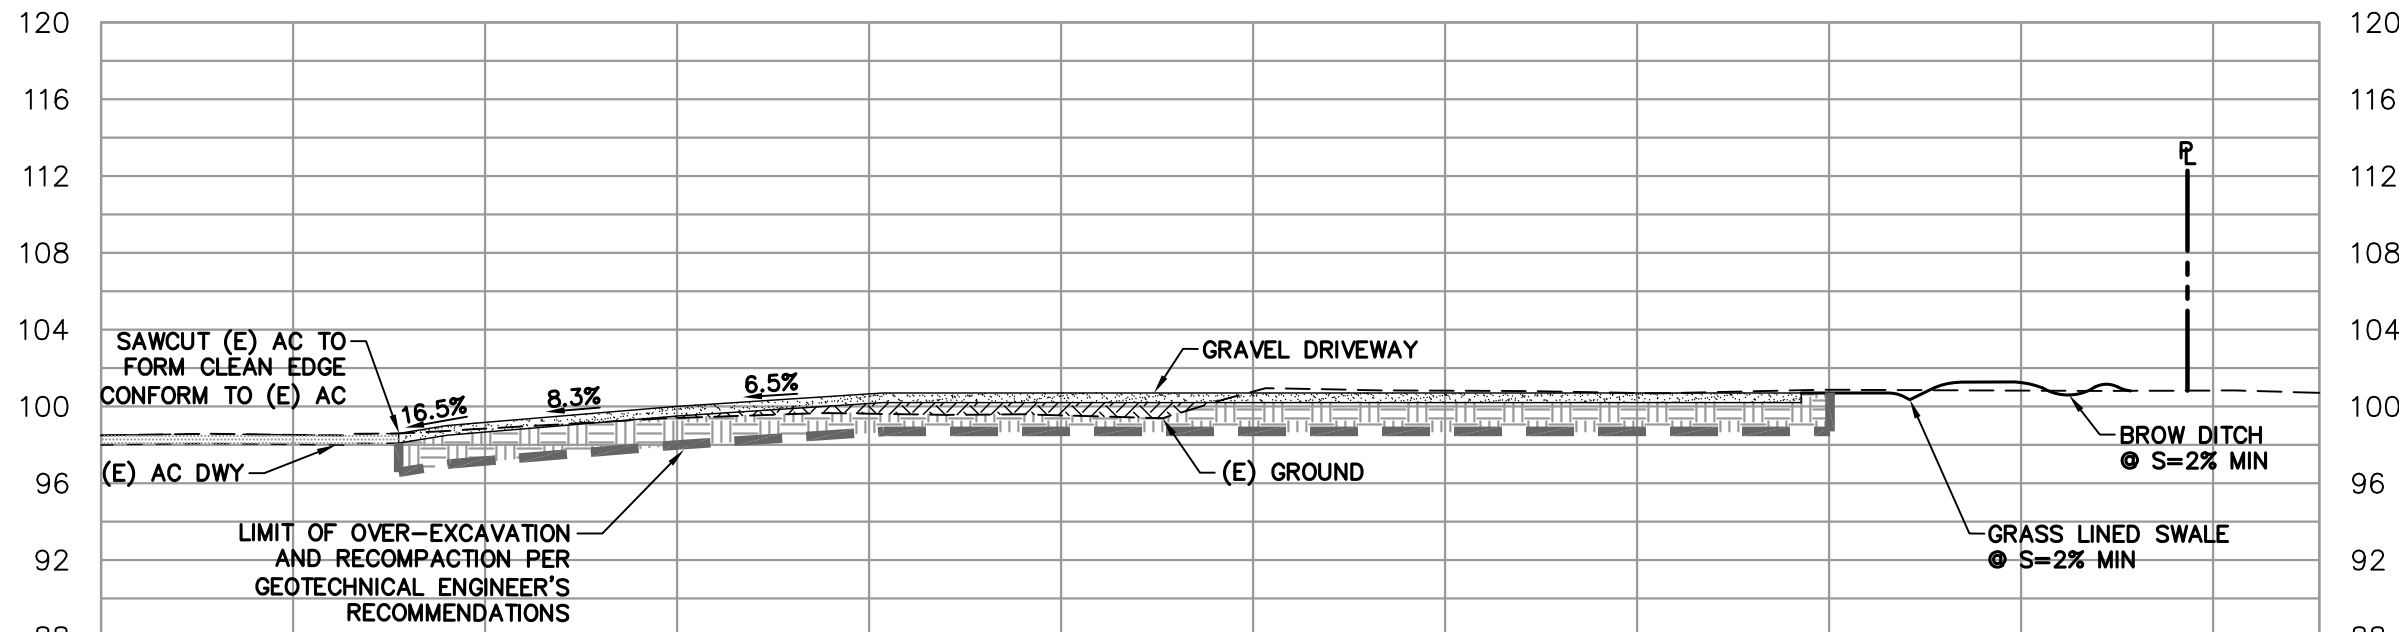 120
120
116
116
112
112
PL
108
108
104
104
SAWCUT (E) AC TO
FORM CLEAN EDGE
CONFORM TO (E) AC
GRAVEL DRIVEWAY
16.5%
8.3%
6.5%
100
100
(E) AC DWY
(E) GROUND
BROW DITCH
@ S=2% MIN
96
96
LIMIT OF OVER-EXCAVATION
AND RECOMPACTION PER
GEOTECHNICAL ENGINEER'S
RECOMMENDATIONS
GRASS LINED SWALE
@ S=2% MIN
92
92